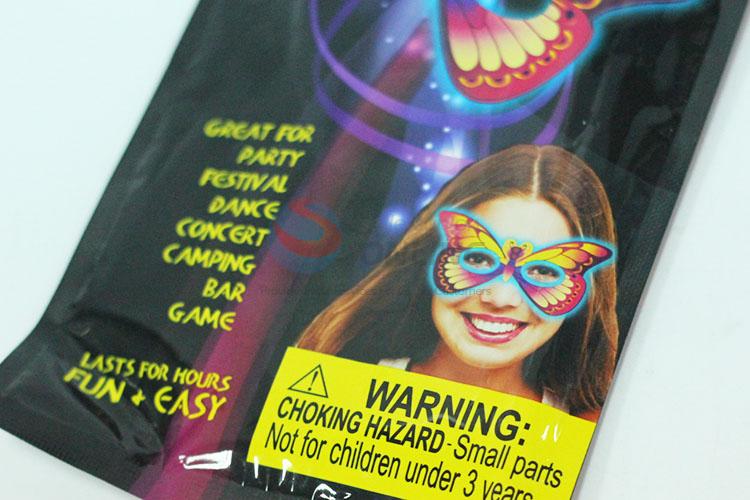 GREAT FOR
PARTY
FESTIVAL
DANCE
CONCERT
CAMPING
BAR
GAME
LASTS FOR HOURS
FUN + EASY
WARNING:
CHOKING HAZARD - Small parts
Not for children under 3 years